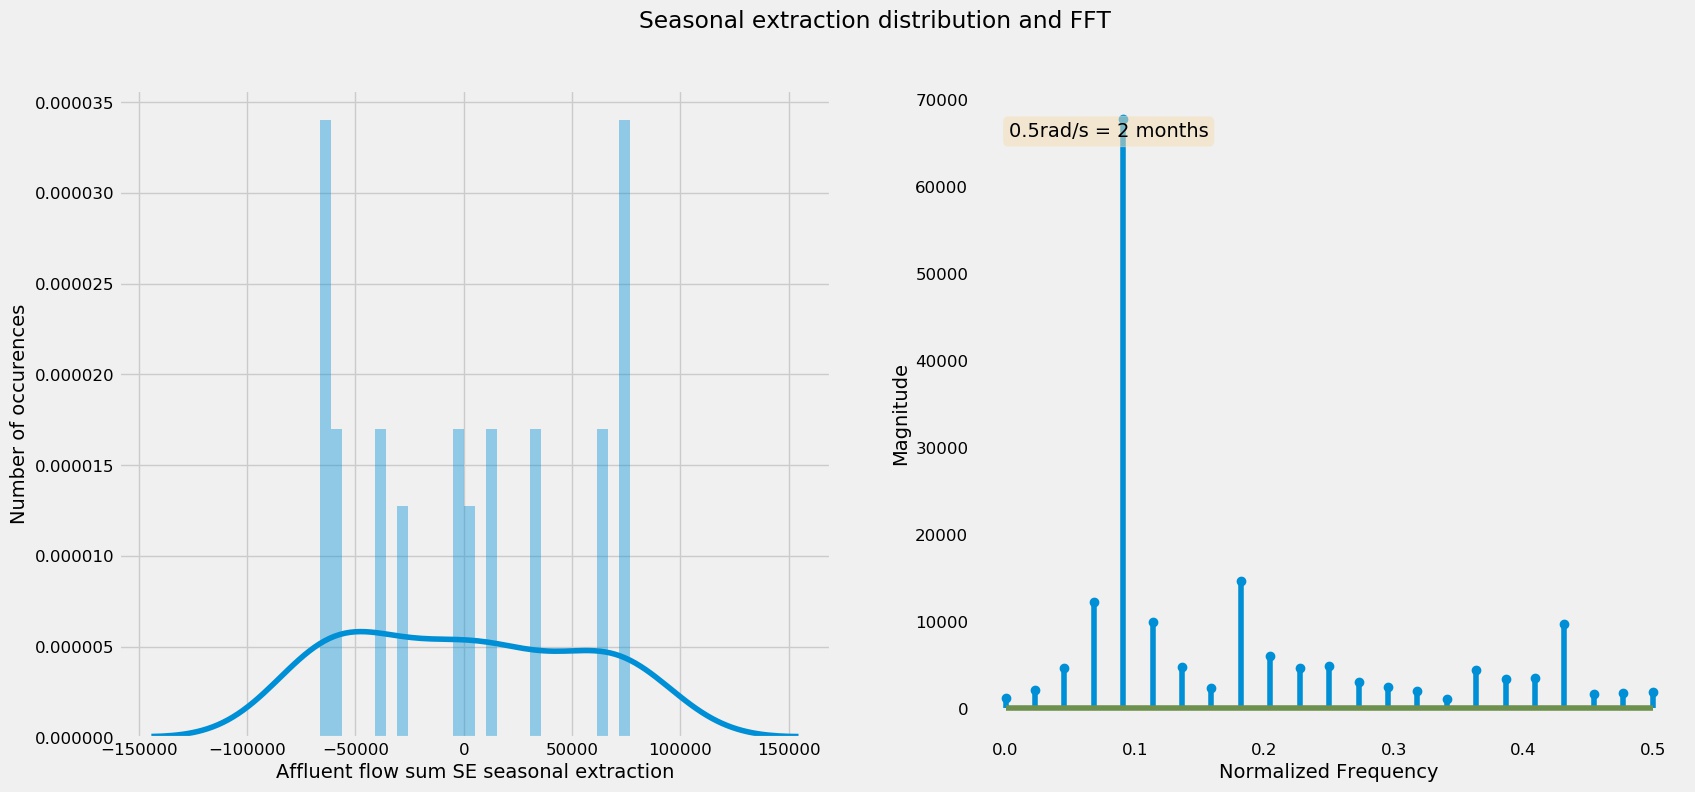 Seasonal extraction distribution and FFT
0.000035
0.000030
0.000025
0.000020
0.000015
0.000010
0.000005
0.000000
Number of occurences
−150000 −100000 −50000 0 50000 100000 150000
Affluent flow sum SE seasonal extraction
70000
60000
50000
40000
30000
20000
10000
0
Magnitude
0.5rad/s = 2 months
0.0 0.1 0.2 0.3 0.4 0.5
Normalized Frequency